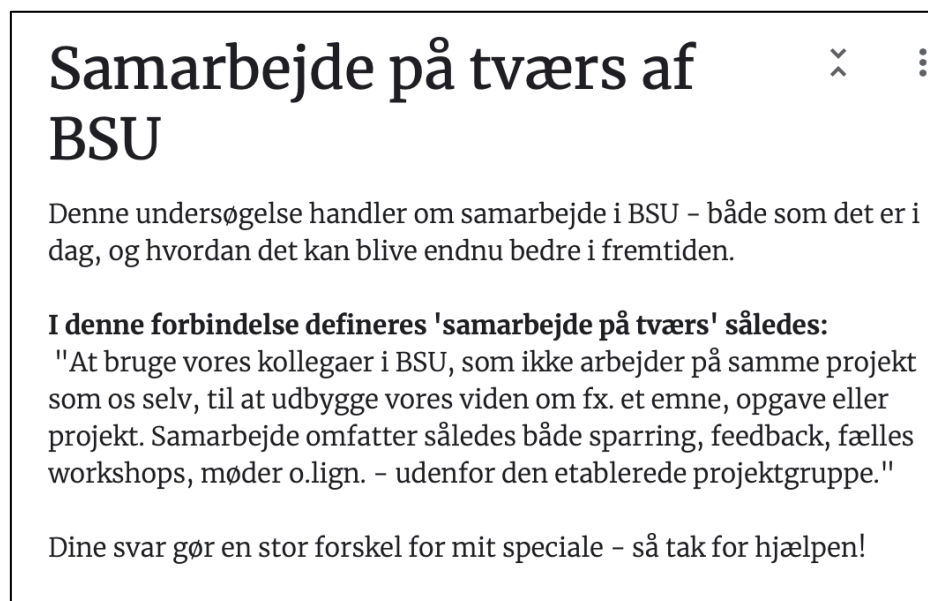 Samarbejde på tværs af
BSU
Denne undersøgelse handler om samarbejde i BSU - både som det er i
dag, og hvordan det kan blive endnu bedre i fremtiden.
I denne forbindelse defineres 'samarbejde på tværs' således:
"At bruge vores kollegaer i BSU, som ikke arbejder på samme projekt
som os selv, til at udbygge vores viden om fx. et emne, opgave eller
projekt. Samarbejde omfatter således både sparring, feedback, fælles
workshops, møder o.lign. - udenfor den etablerede projektgruppe."
Dine svar gør en stor forskel for mit speciale - så tak for hjælpen!